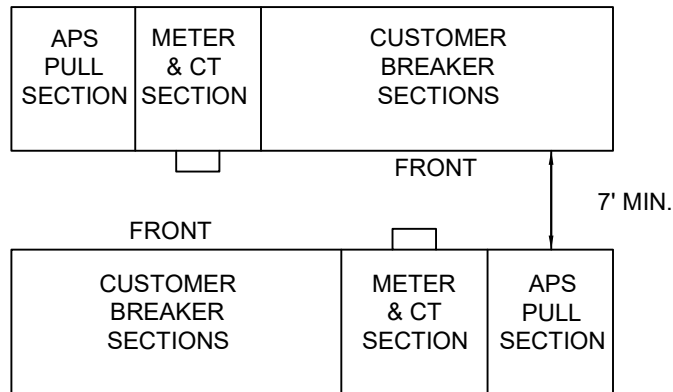 APS
PULL
SECTION
METER
& CT
SECTION
CUSTOMER
BREAKER
SECTIONS
FRONT
7' MIN.
FRONT
CUSTOMER
BREAKER
SECTIONS
METER
& CT
SECTION
APS
PULL
SECTION